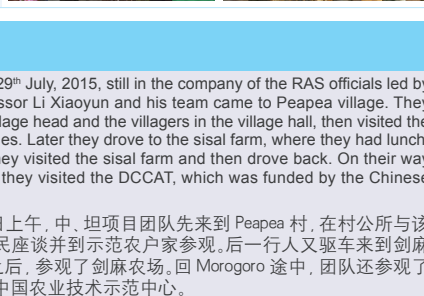 29th July, 2015, still in the company of the RAS officials led by
ssor Li Xiaoyun and his team came to Peapea village. They
lage head and the villagers in the village hall, then visited the
es. Later they drove to the sisal farm, where they had lunch
ey visited the sisal farm and then drove back. On their way
they visited the DCCAT, which was funded by the Chinese
日上午, 中、坦项目团队先来到 Peapea 村, 在村公所与该
民座谈并到示范农户家参观。后一行人又驱车来到剑麻
之后, 参观了剑麻农场。回 Morogoro 途中, 团队还参观了
中国农业技术示范中心。